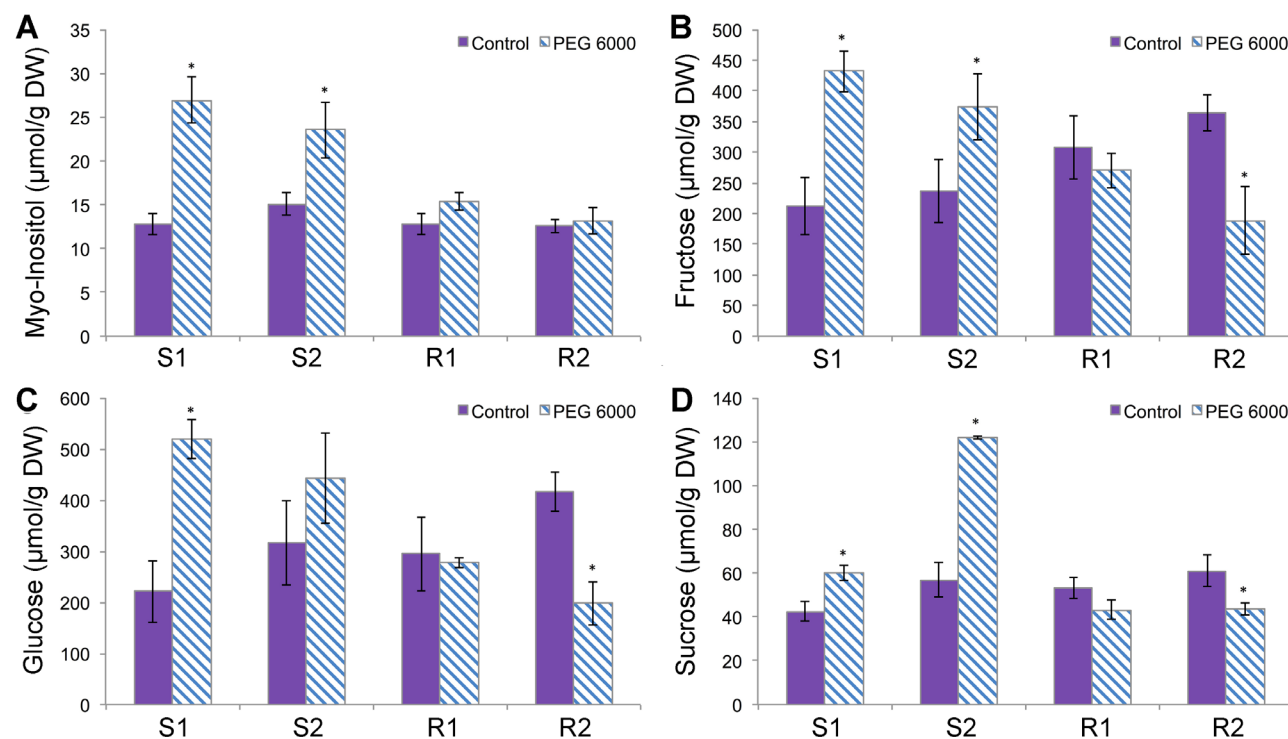 A
Myo-Inositol (μmol/g DW)
35
30
25
20
15
10
5
0
Control PEG 6000
*
*
S1 S2 R1 R2
B
Fructose (μmol/g DW)
500
450
400
350
300
250
200
150
100
50
0
Control PEG 6000
*
*
*
S1 S2 R1 R2
C
Glucose (μmol/g DW)
600
500
400
300
200
100
0
Control PEG 6000
*
*
S1 S2 R1 R2
D
Sucrose (μmol/g DW)
140
120
100
80
60
40
20
0
Control PEG 6000
*
*
*
S1 S2 R1 R2